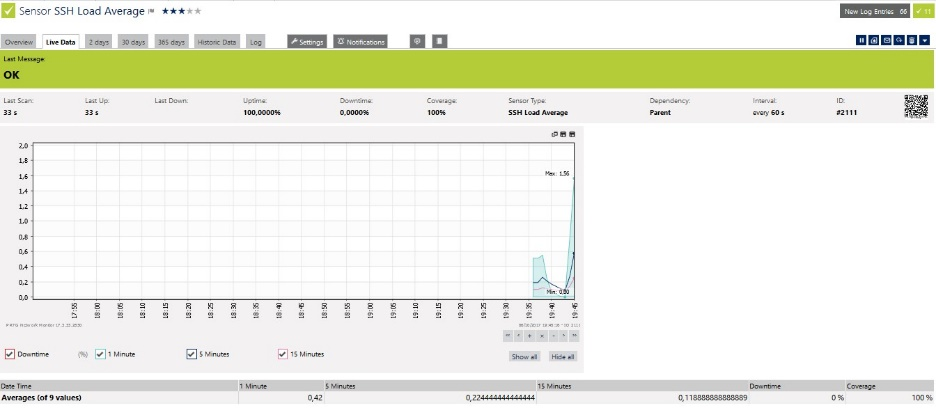 Sensor SSH Load Average
New Log Entries 66
11
Overview Live Data 2 days 30 days 365 days Historic Data Log Settings Notifications
Last Message:
OK
Last Scan: Last Up: Last Down: Uptime: Downtime: Coverage: Sensor Type: Dependency: Interval: ID:
33 s 33 s 100,0000% 0,0000% 100% SSH Load Average Parent every 60 s #2111
2,0
1,8
1,6
1,4
1,2
1,0
0,8
0,6
0,4
0,2
0,0
Max: 1,56
Min: 0,00
17:55 18:00 18:05 18:10 18:15 18:20 18:25 18:30 18:35 18:40 18:45 18:50 18:55 19:00 19:05 19:10 19:15 19:20 19:25 19:30 19:35 19:40 19:45
Downtime (%) 1 Minute 5 Minutes 15 Minutes
Show all Hide all
Date Time 1 Minute 5 Minutes 15 Minutes Downtime Coverage
Averages (of 9 values) 0,42 0,224444444444444 0,118888888888889 0 % 100 %